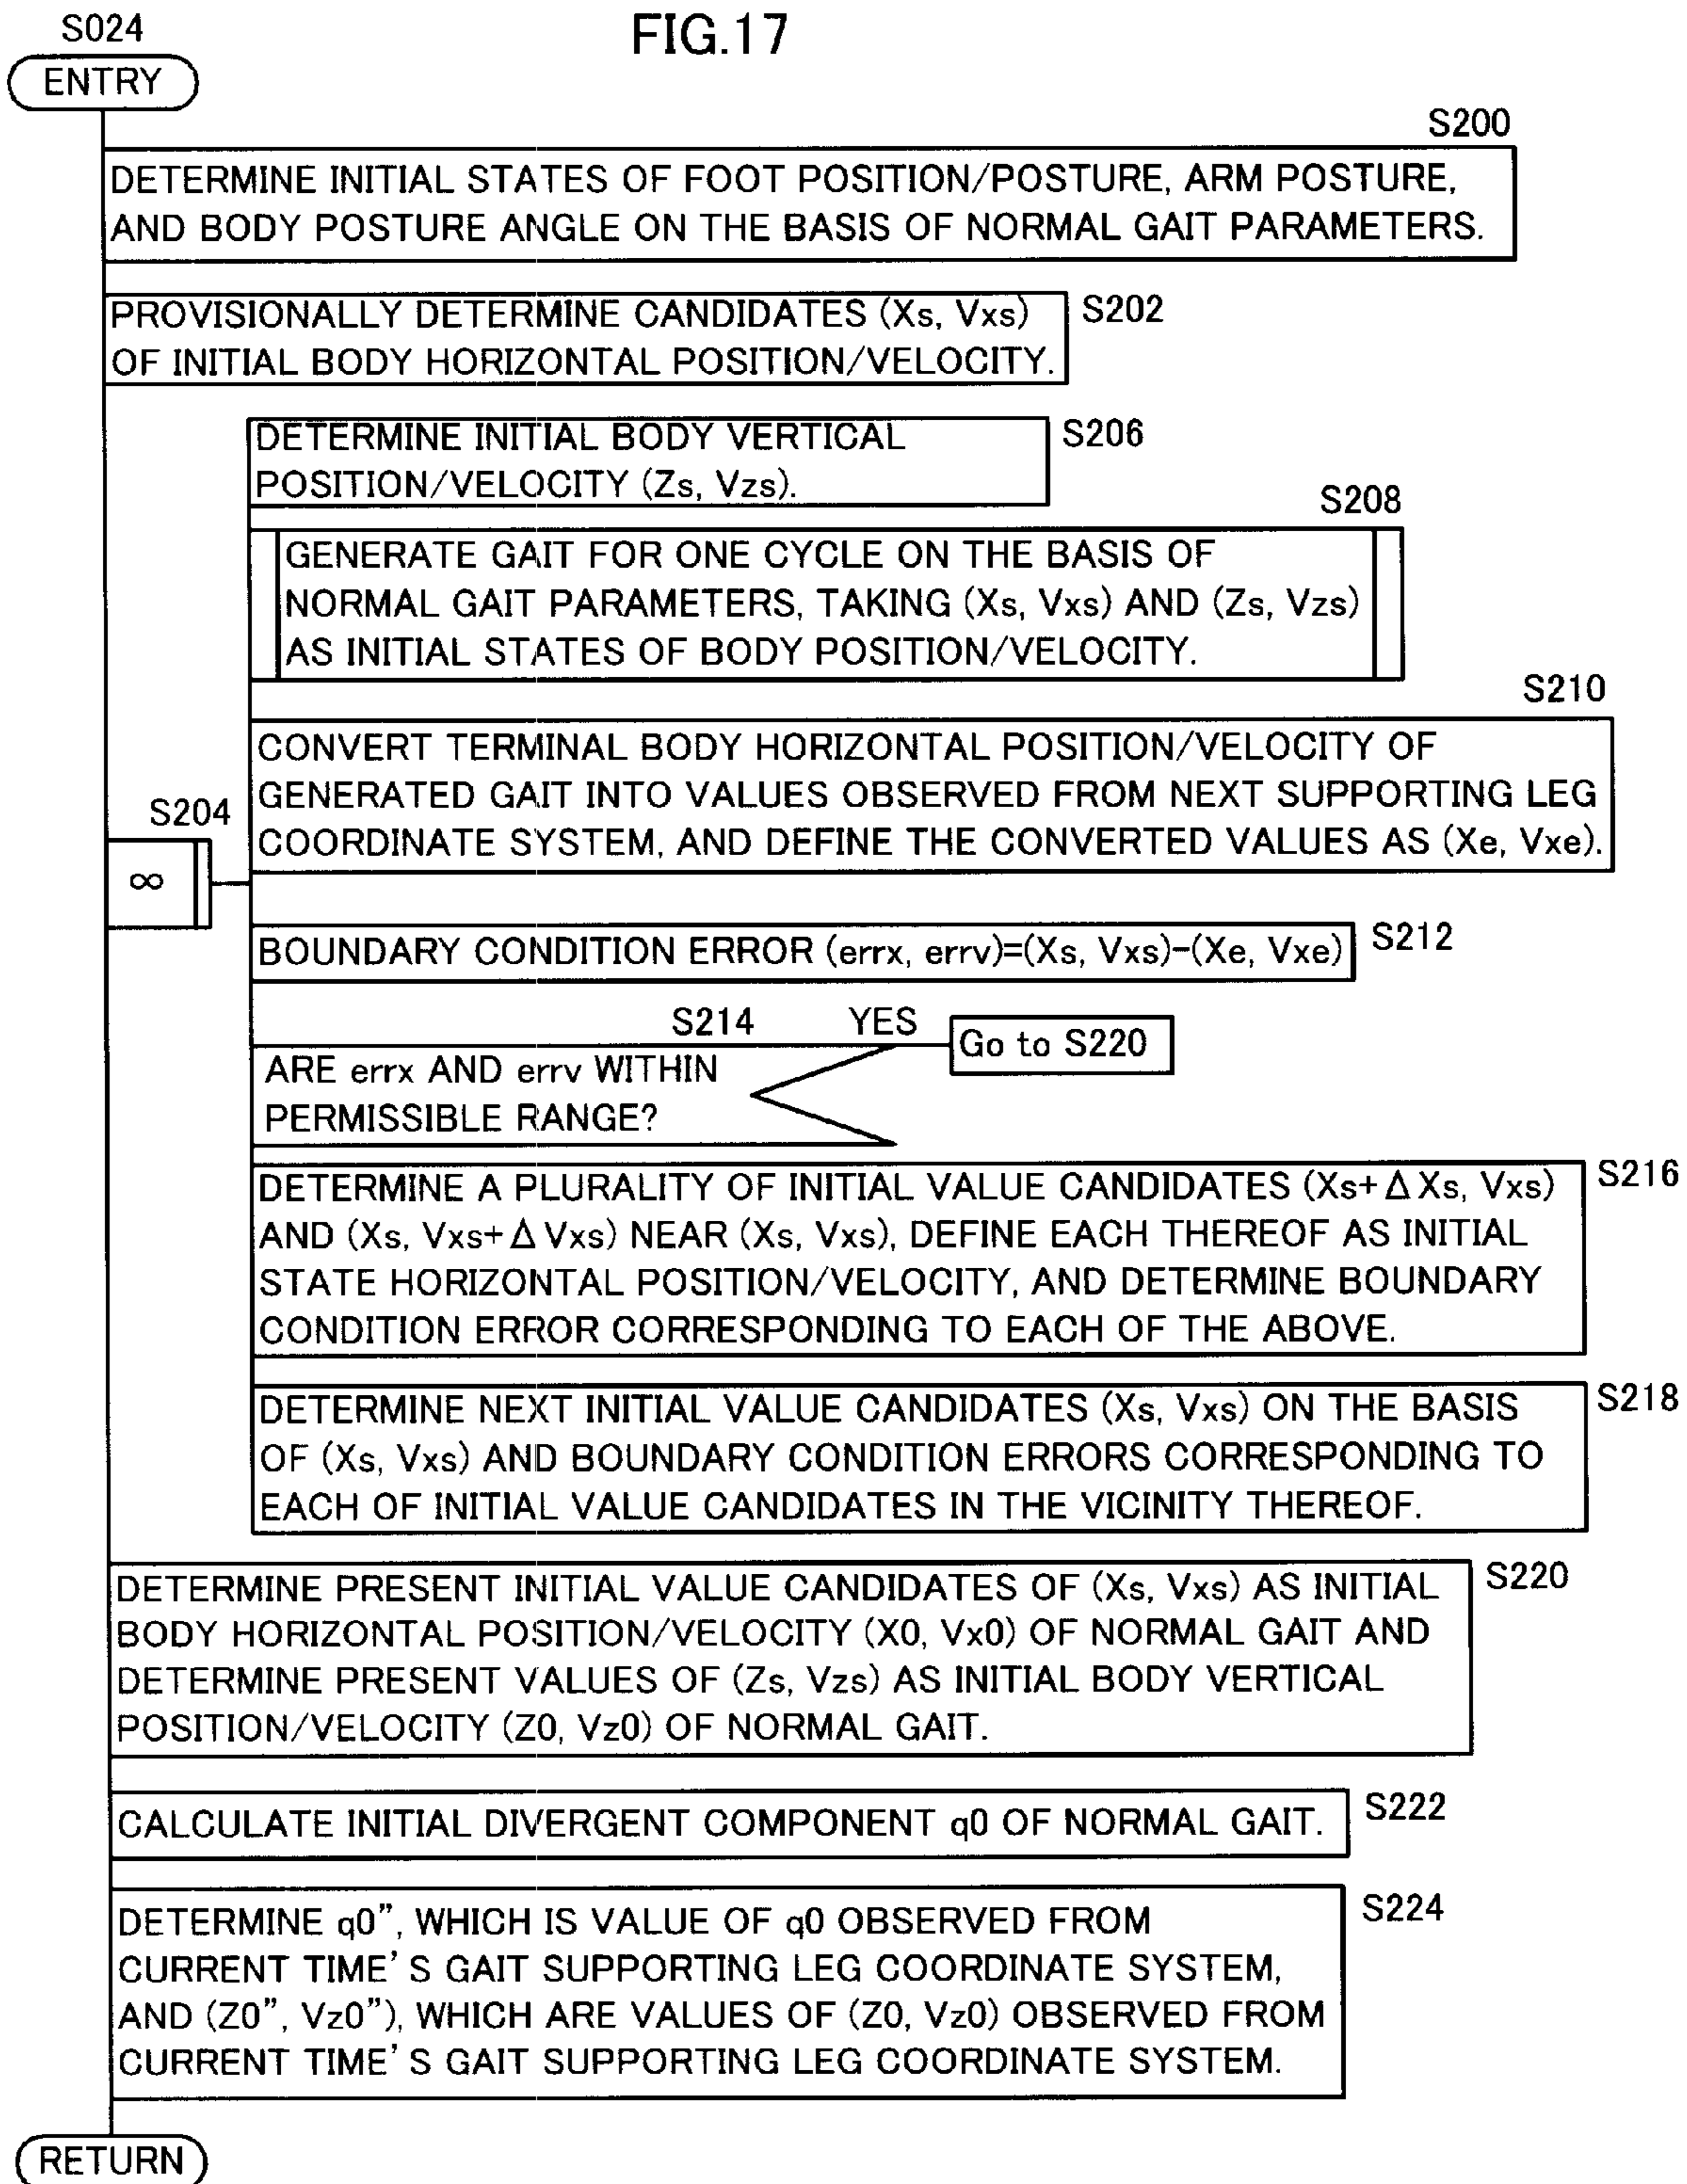 FIG.17
S024
ENTRY
S200
DETERMINE INITIAL STATES OF FOOT POSITION/POSTURE, ARM POSTURE,
AND BODY POSTURE ANGLE ON THE BASIS OF NORMAL GAIT PARAMETERS.
S202
PROVISIONALLY DETERMINE CANDIDATES (Xs, Vxs)
OF INITIAL BODY HORIZONTAL POSITION/VELOCITY.
S204
∞
S206
DETERMINE INITIAL BODY VERTICAL
POSITION/VELOCITY (Zs, Vzs).
S208
GENERATE GAIT FOR ONE CYCLE ON THE BASIS OF
NORMAL GAIT PARAMETERS, TAKING (Xs, Vxs) AND (Zs, Vzs)
AS INITIAL STATES OF BODY POSITION/VELOCITY.
S210
CONVERT TERMINAL BODY HORIZONTAL POSITION/VELOCITY OF
GENERATED GAIT INTO VALUES OBSERVED FROM NEXT SUPPORTING LEG
COORDINATE SYSTEM, AND DEFINE THE CONVERTED VALUES AS (Xe, Vxe).
S212
BOUNDARY CONDITION ERROR (errx, errv)=(Xs, Vxs)-(Xe, Vxe)
S214
YES
Go to S220
ARE errx AND errv WITHIN
PERMISSIBLE RANGE?
S216
DETERMINE A PLURALITY OF INITIAL VALUE CANDIDATES (Xs+ΔXs, Vxs)
AND (Xs, Vxs+ΔVxs) NEAR (Xs, Vxs), DEFINE EACH THEREOF AS INITIAL
STATE HORIZONTAL POSITION/VELOCITY, AND DETERMINE BOUNDARY
CONDITION ERROR CORRESPONDING TO EACH OF THE ABOVE.
S218
DETERMINE NEXT INITIAL VALUE CANDIDATES (Xs, Vxs) ON THE BASIS
OF (Xs, Vxs) AND BOUNDARY CONDITION ERRORS CORRESPONDING TO
EACH OF INITIAL VALUE CANDIDATES IN THE VICINITY THEREOF.
S220
DETERMINE PRESENT INITIAL VALUE CANDIDATES OF (Xs, Vxs) AS INITIAL
BODY HORIZONTAL POSITION/VELOCITY (X0, Vx0) OF NORMAL GAIT AND
DETERMINE PRESENT VALUES OF (Zs, Vzs) AS INITIAL BODY VERTICAL
POSITION/VELOCITY (Z0, Vz0) OF NORMAL GAIT.
S222
CALCULATE INITIAL DIVERGENT COMPONENT q0 OF NORMAL GAIT.
S224
DETERMINE q0”, WHICH IS VALUE OF q0 OBSERVED FROM
CURRENT TIME’S GAIT SUPPORTING LEG COORDINATE SYSTEM,
AND (Z0”, Vz0”), WHICH ARE VALUES OF (Z0, Vz0) OBSERVED FROM
CURRENT TIME’S GAIT SUPPORTING LEG COORDINATE SYSTEM.
RETURN